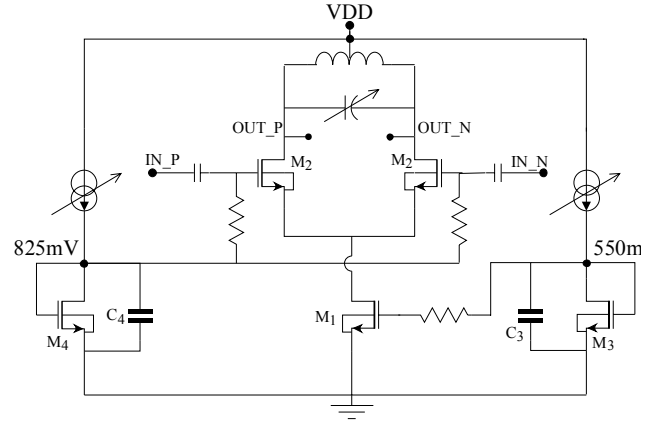 VDD
OUT_P
OUT_N
IN_P
M2
M2
IN_N
825mV
550m
C4
M4
M1
C3
M3